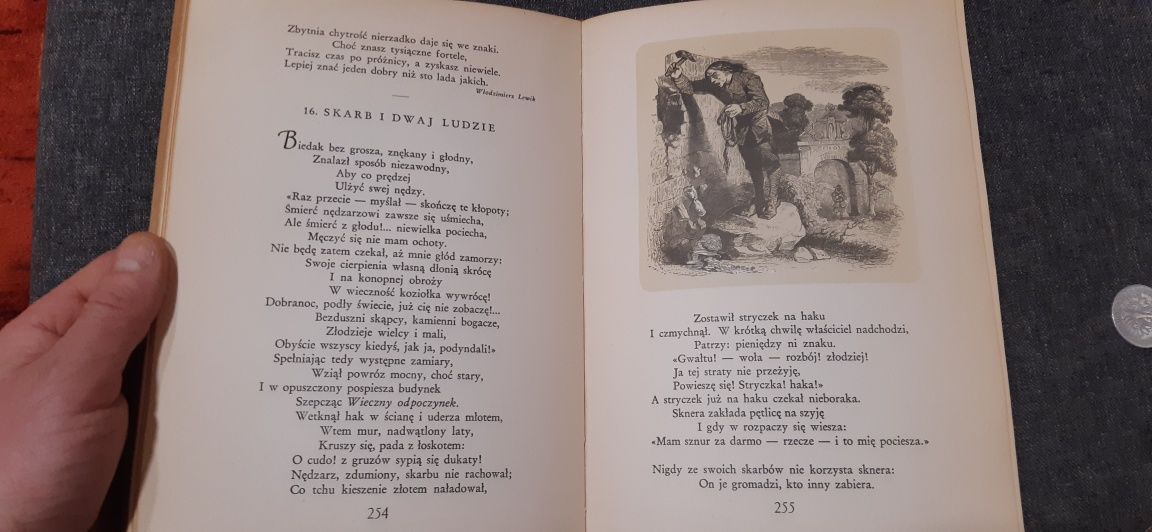 Zbytnia chytrość nierzadko daje się we znaki.
Choć znasz tysiączne fortele,
Tracisz czas po próżnicy, a zyskasz niewiele.
Lepiej znać jeden dobry niż sto lada jakich.
Włodzimierz Lewik
16. SKARB I DWAJ LUDZIE
Biedak bez grosza, znękany i głodny,
Znalazł sposób niezawodny,
Aby co prędzej
Ulżyć swej nędzy.
«Raz przecie — myślał — skończę te kłopoty;
Śmierć nędzarzowi zawsze się uśmiecha,
Ale śmierć z głodu!... niewielka pociecha,
Męczyć się nie mam ochoty.
Nie będę zatem czekał, aż mnie głód zamorzy:
Swoje cierpienia własną dłonią skrócę
I na konopnej obroży
W wieczność koziołka wywrócę!
Dobranoc, podły świecie, już cię nie zobaczę!...
Bezduszni skąpcy, kamienni bogacze,
Złodzieje wielcy i mali,
Obyście wszyscy kiedyś, jak ja, podyndali!»
Spełniając tedy występne zamiary,
Wziął powróz mocny, choć stary,
I w opuszczony pospiesza budynek
Szepcząc Wieczny odpoczynek.
Wetknął hak w ścianę i uderza młotem,
Wtem mur, nadwątlony laty,
Kruszy się, pada z łoskotem:
O cudo! z gruzów sypią się dukaty!
Nędzarz, zdumiony, skarbu nie rachował;
Co tchu kieszenie złotem naładował,
254
Zostawił stryczek na haku
I czmychnął. W krótką chwilę właściciel nadchodzi,
Patrzy: pieniędzy ni znaku.
«Gwałtu! — woła — rozbój! złodziej!
Ja tej straty nie przeżyję,
Powieszę się! Stryczka! haka!»
A stryczek już na haku czekał nieboraka.
Sknera zakłada pętlicę na szyję
I gdy w rozpaczy się wiesza:
«Mam sznur za darmo — rzecze — i to mię pociesza.»
Nigdy ze swoich skarbów nie korzysta sknera:
On je gromadzi, kto inny zabiera.
255